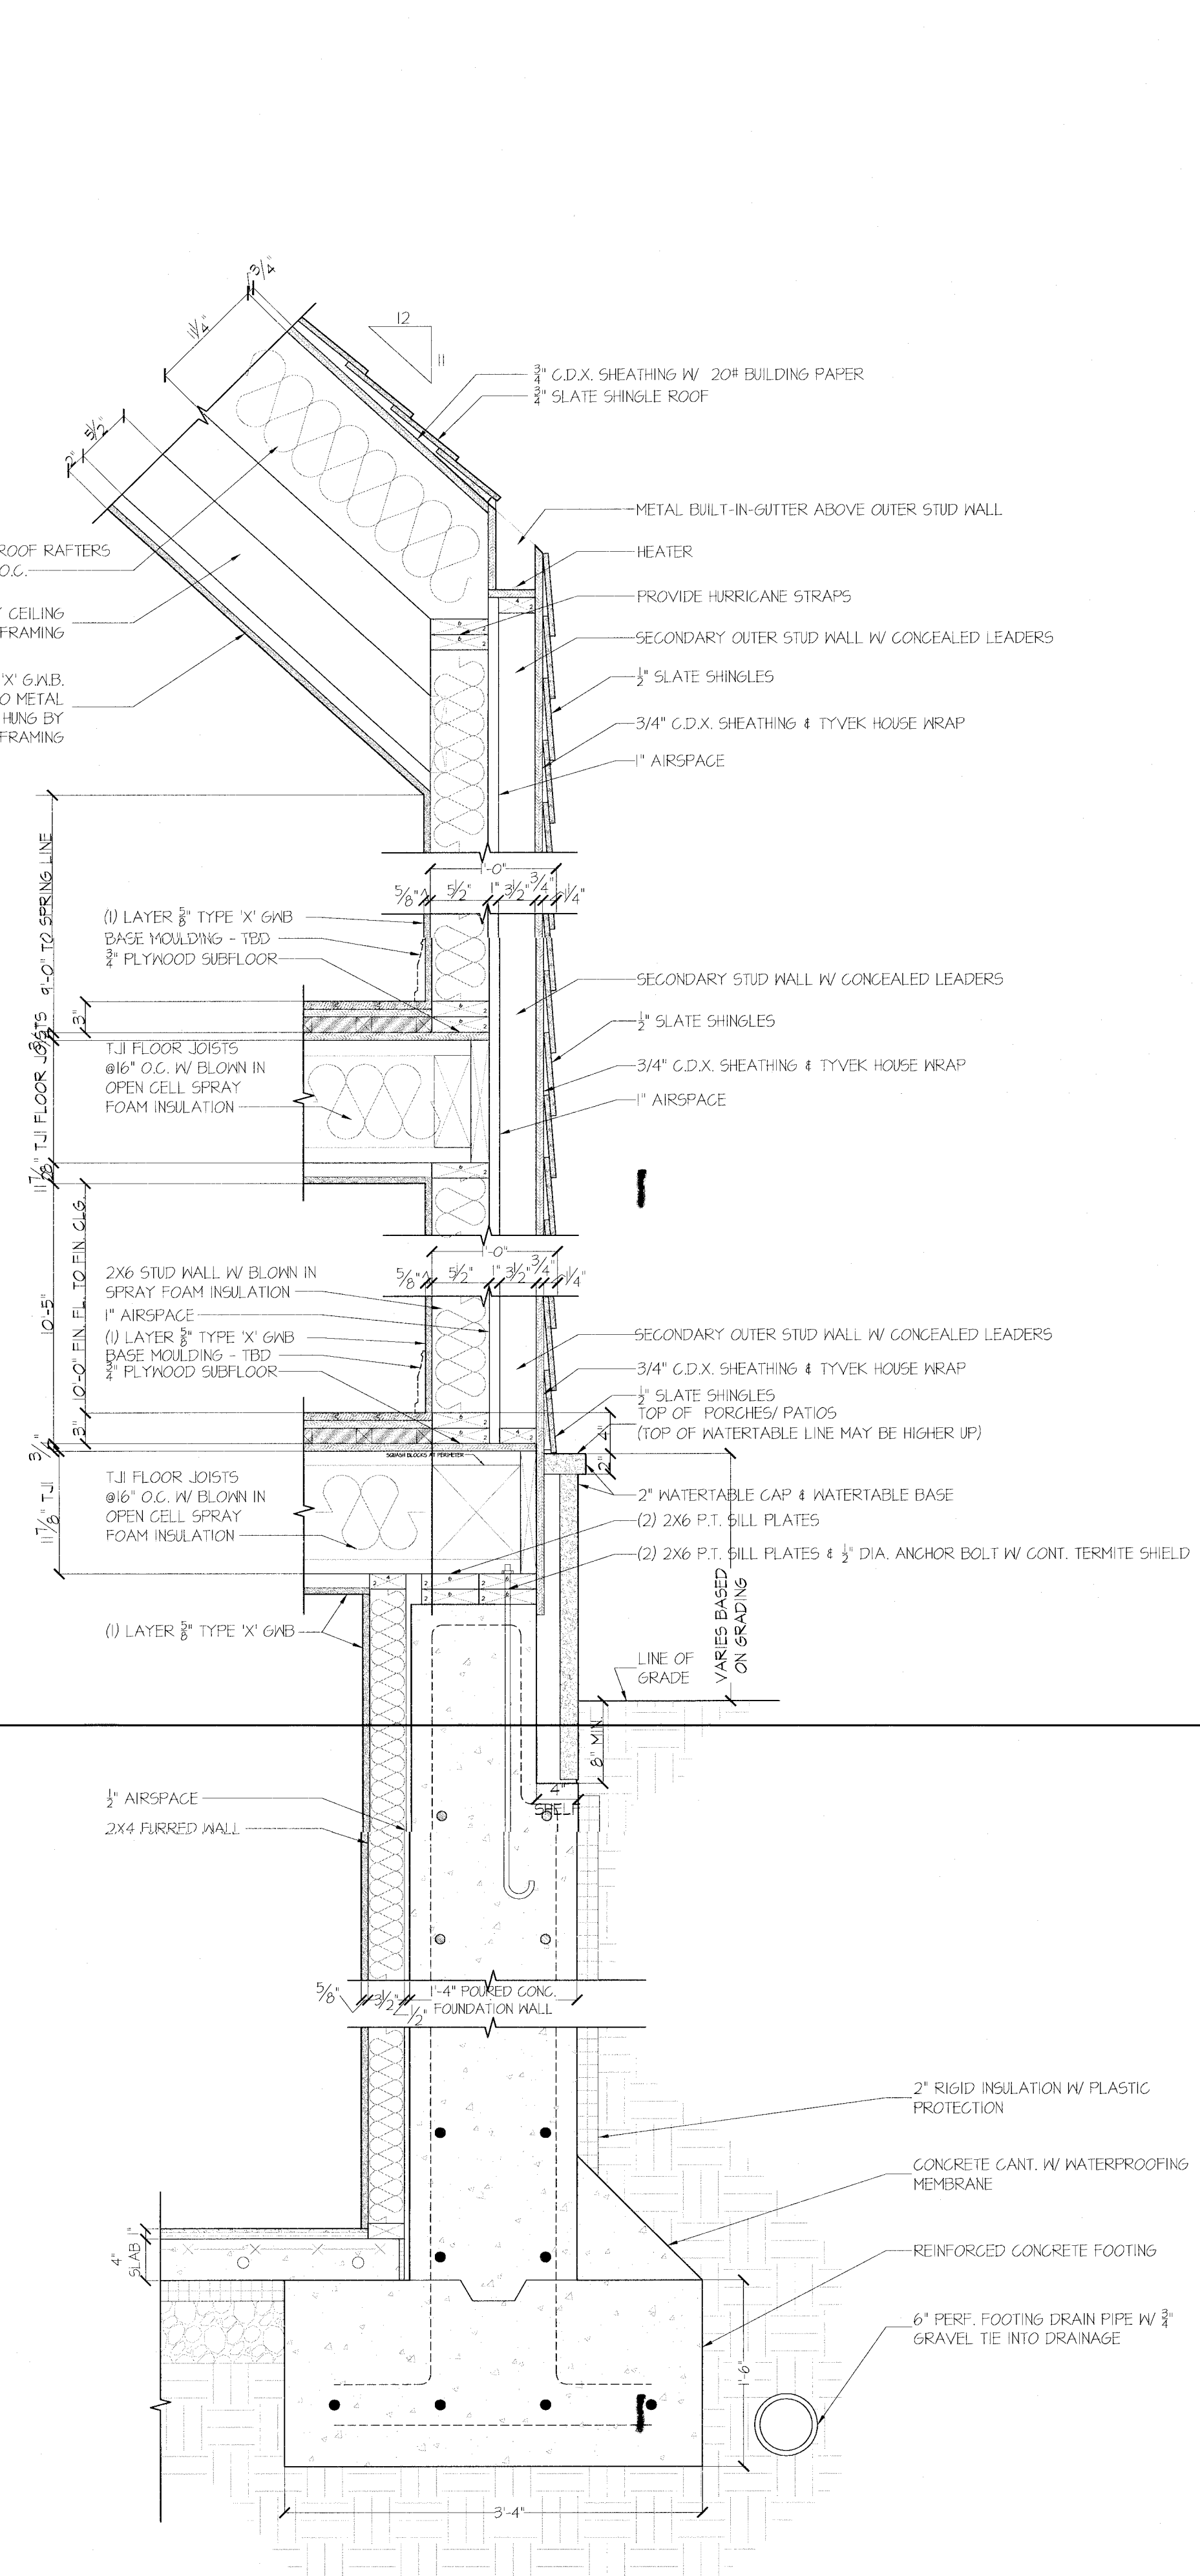 3/4
11 1/4"
12
11
5 1/2"
2"
3/4" C.D.X. SHEATHING W/ 20# BUILDING PAPER
3/4" SLATE SHINGLE ROOF
METAL BUILT-IN-GUTTER ABOVE OUTER STUD WALL
ROOF RAFTERS
O.C.
HEATER
PROVIDE HURRICANE STRAPS
CEILING
FRAMING
SECONDARY OUTER STUD WALL W/ CONCEALED LEADERS
'X' G.W.B.
O METAL
HUNG BY
FRAMING
1/2" SLATE SHINGLES
3/4" C.D.X. SHEATHING & TYVEK HOUSE WRAP
1" AIRSPACE
9'-0" TO SPRING LINE
1'-0"
5/8" 5 1/2" 1" 3 1/2" 3/4" 1/4"
(1) LAYER 5/8" TYPE 'X' GWB
BASE MOULDING - TBD
3/4" PLYWOOD SUBFLOOR
SECONDARY STUD WALL W/ CONCEALED LEADERS
3"
1/2" SLATE SHINGLES
11 7/8" TJI FLOOR JOISTS
TJI FLOOR JOISTS
@16" O.C. W/ BLOWN IN
OPEN CELL SPRAY
FOAM INSULATION
3/4" C.D.X. SHEATHING & TYVEK HOUSE WRAP
1" AIRSPACE
10'-5"
10'-0" FIN. FL. TO FIN. CLG.
1'-0"
5/8" 5 1/2" 1" 3 1/2" 3/4" 1/4"
2X6 STUD WALL W/ BLOWN IN
SPRAY FOAM INSULATION
1" AIRSPACE
(1) LAYER 5/8" TYPE 'X' GWB
BASE MOULDING - TBD
3/4" PLYWOOD SUBFLOOR
SECONDARY OUTER STUD WALL W/ CONCEALED LEADERS
3/4" C.D.X. SHEATHING & TYVEK HOUSE WRAP
1/2" SLATE SHINGLES
TOP OF PORCHES/ PATIOS
(TOP OF WATERTABLE LINE MAY BE HIGHER UP)
4"
2"
3"
3/4"
SQUASH BLOCKS AT PERIMETER
11 7/8" TJI
TJI FLOOR JOISTS
@16" O.C. W/ BLOWN IN
OPEN CELL SPRAY
FOAM INSULATION
2" WATERTABLE CAP & WATERTABLE BASE
(2) 2X6 P.T. SILL PLATES
(2) 2X6 P.T. SILL PLATES & 1/2" DIA. ANCHOR BOLT W/ CONT. TERMITE SHIELD
VARIES BASED
ON GRADING
(1) LAYER 5/8" TYPE 'X' GWB
LINE OF
GRADE
8" MIN.
4"
SHELF
1/2" AIRSPACE
2X4 FURRED WALL
5/8" 3 1/2" 1/2"
1'-4" POURED CONC.
FOUNDATION WALL
2" RIGID INSULATION W/ PLASTIC
PROTECTION
CONCRETE CANT. W/ WATERPROOFING
MEMBRANE
1"
4"
SLAB
REINFORCED CONCRETE FOOTING
6" PERF. FOOTING DRAIN PIPE W/ 3/4"
GRAVEL TIE INTO DRAINAGE
1'-6"
3'-4"